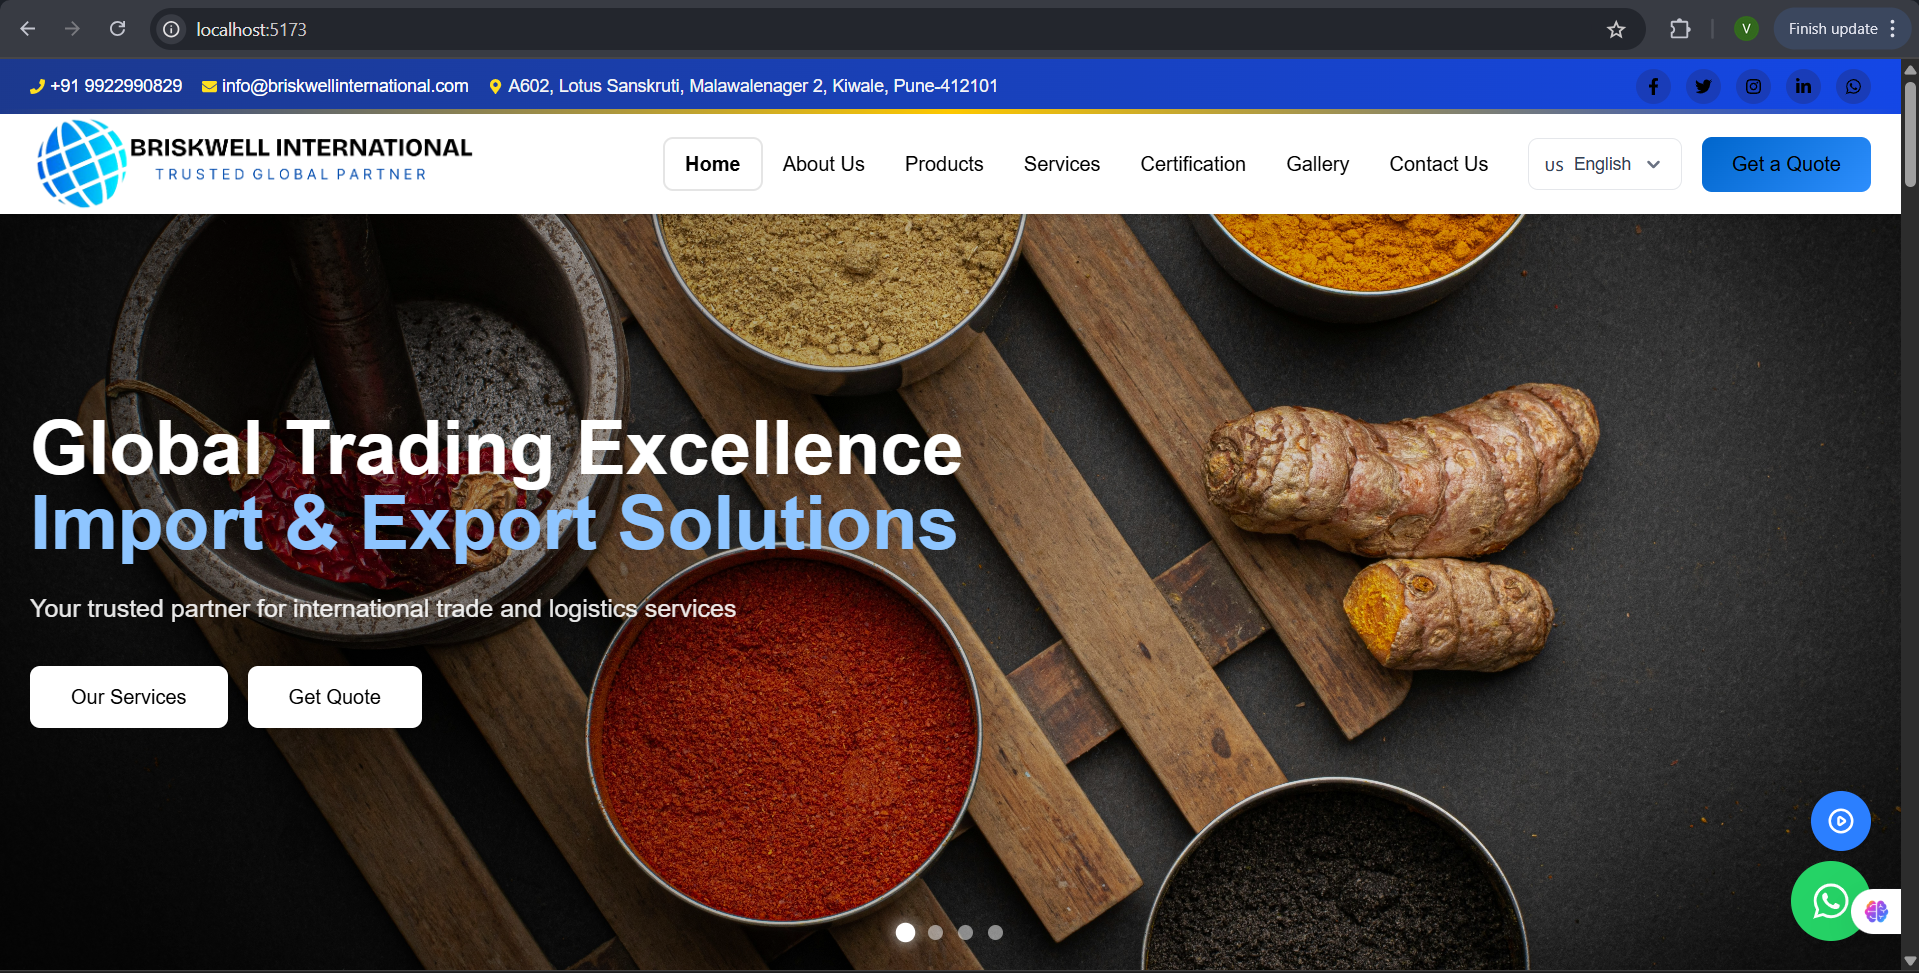 localhost:5173
V
Finish update
+91 9922990829 info@briskwellinternational.com A602, Lotus Sanskruti, Malawalenager 2, Kiwale, Pune-412101
BRISKWELL INTERNATIONAL
TRUSTED GLOBAL PARTNER
Home About Us Products Services Certification Gallery Contact Us US English Get a Quote
Global Trading Excellence
Import & Export Solutions
Your trusted partner for international trade and logistics services
Our Services Get Quote